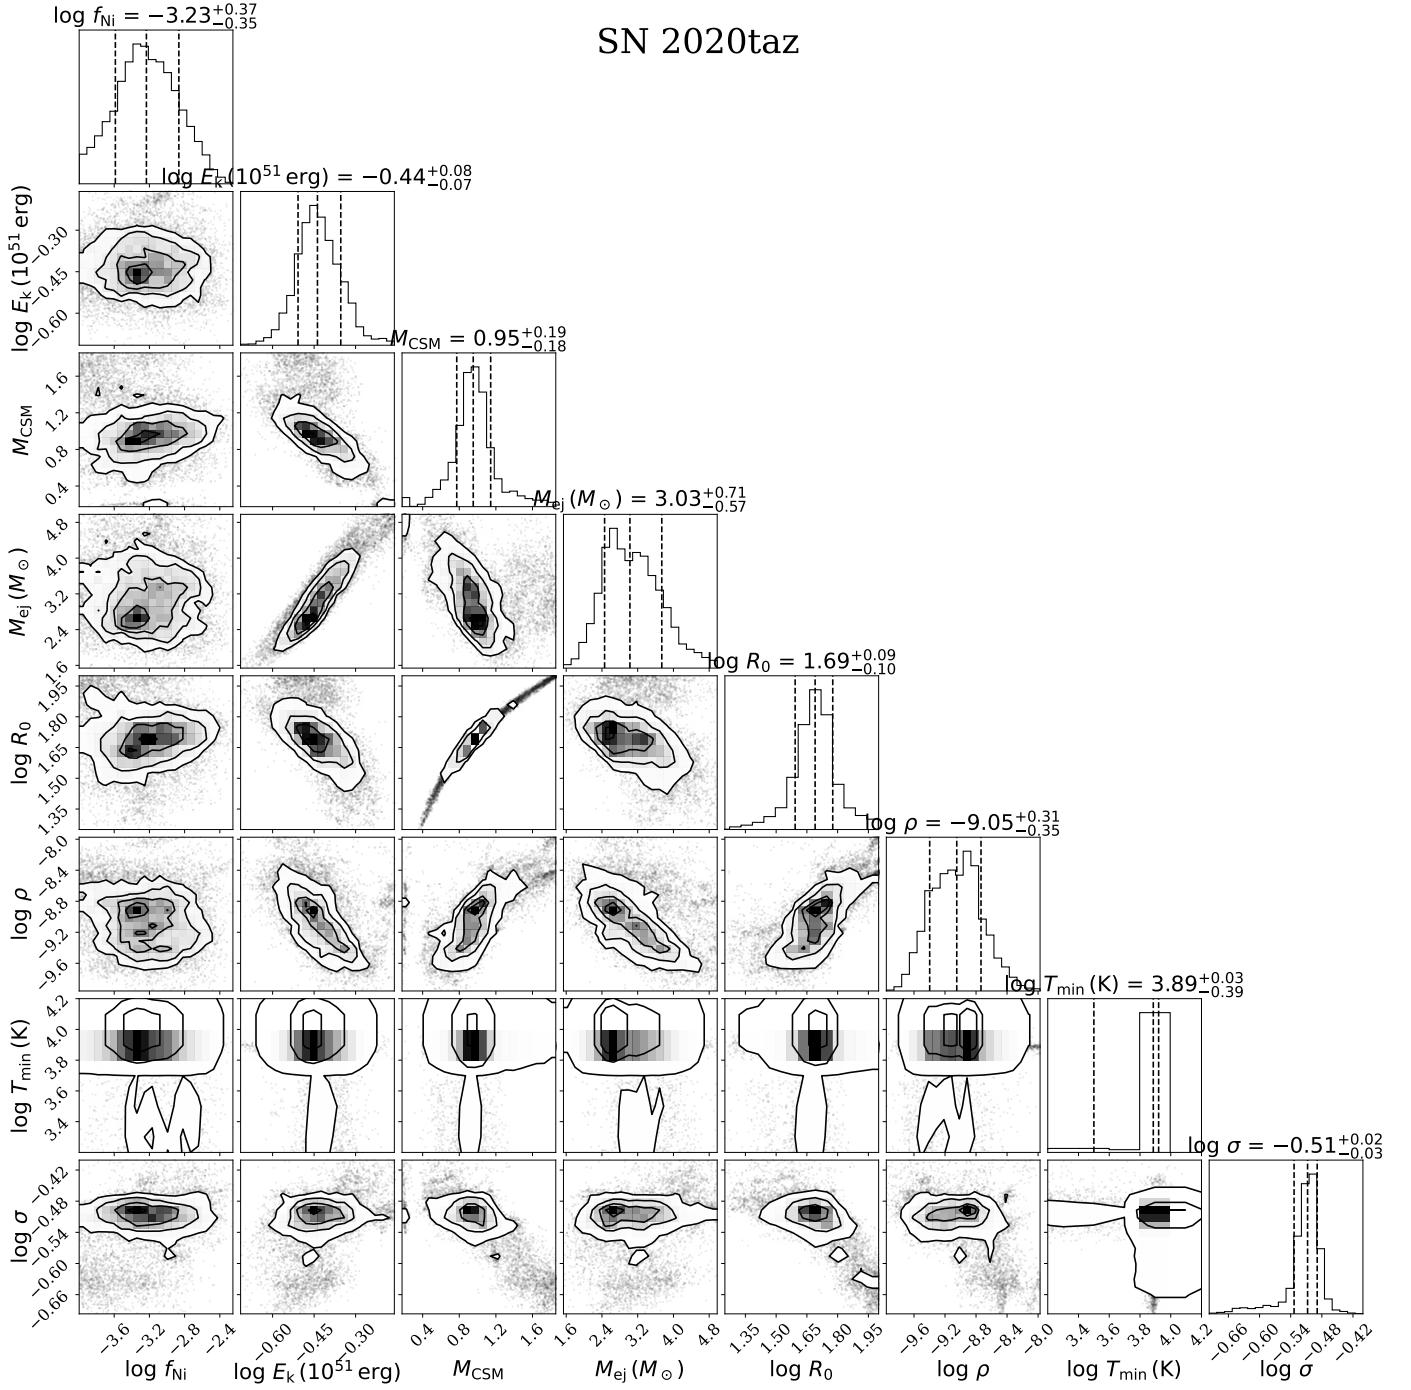 log f_Ni = −3.23 +0.37 −0.35
SN 2020taz
log E_k (10^51 erg) = −0.44 +0.08 −0.07
log E_k (10^51 erg)
−0.30
−0.45
−0.60
M_CSM = 0.95 +0.19 −0.18
M_CSM
1.6
1.2
0.8
0.4
M_ej (M_⊙) = 3.03 +0.71 −0.57
M_ej (M_⊙)
4.8
4.0
3.2
2.4
1.6
log R_0 = 1.69 +0.09 −0.10
log R_0
1.95
1.80
1.65
1.50
1.35
log ρ = −9.05 +0.31 −0.35
log ρ
−8.0
−8.4
−8.8
−9.2
−9.6
log T_min (K) = 3.89 +0.03 −0.39
log T_min (K)
4.2
4.0
3.8
3.6
3.4
log σ = −0.51 +0.02 −0.03
log σ
−0.42
−0.48
−0.54
−0.60
−0.66
−3.6 −3.2 −2.8 −2.4
−0.60 −0.45 −0.30
0.4 0.8 1.2 1.6
1.6 2.4 3.2 4.0 4.8
1.35 1.50 1.65 1.80 1.95
−9.6 −9.2 −8.8 −8.4 −8.0
3.4 3.6 3.8 4.0 4.2
−0.66 −0.60 −0.54 −0.48 −0.42
log f_Ni
log E_k (10^51 erg)
M_CSM
M_ej (M_⊙)
log R_0
log ρ
log T_min (K)
log σ